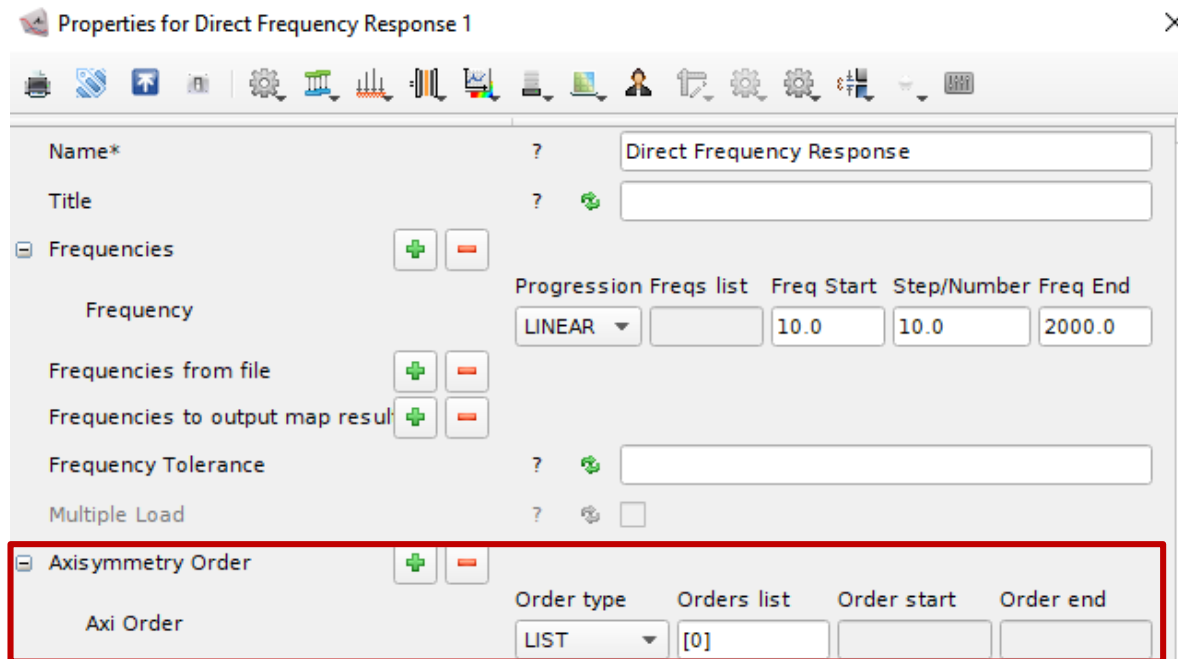 Properties for Direct Frequency Response 1
Name* ? Direct Frequency Response
Title ?
Frequencies
Progression Freqs list Freq Start Step/Number Freq End
Frequency LINEAR 10.0 10.0 2000.0
Frequencies from file
Frequencies to output map resul
Frequency Tolerance ?
Multiple Load ?
Axisymmetry Order
Order type Orders list Order start Order end
Axi Order LIST [0]